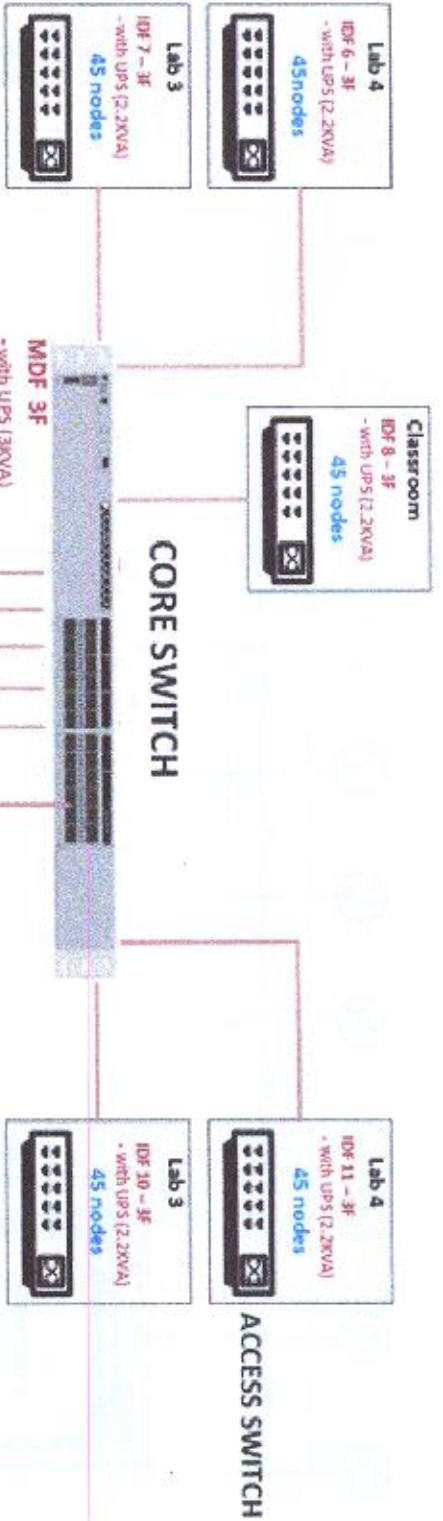 Lab 4
IDF 6 – 3F
- with UPS (2.2KVA)
45nodes
Classroom
IDF 8 – 3F
- with UPS (2.2KVA)
45 nodes
Lab 4
IDF 11 – 3F
- with UPS (2.2KVA)
45 nodes
ACCESS SWITCH
Lab 3
IDF 7 – 3F
- with UPS (2.2KVA)
45 nodes
CORE SWITCH
MDF 3F
- with UPS (3KVA)
Lab 3
IDF 10 – 3F
- with UPS (2.2KVA)
45 nodes